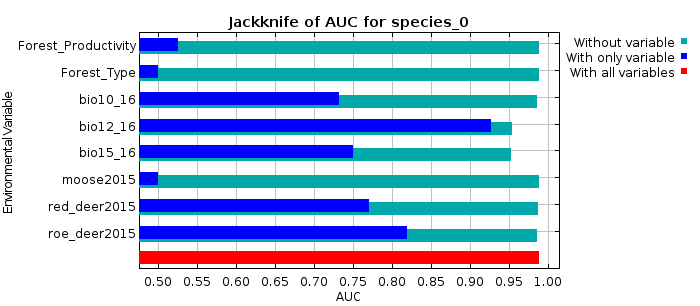 Jackknife of AUC for species_0
Environmental Variable
Forest_Productivity
Forest_Type
bio10_16
bio12_16
bio15_16
moose2015
red_deer2015
roe_deer2015
0.50 0.55 0.60 0.65 0.70 0.75 0.80 0.85 0.90 0.95 1.00
AUC
Without variable
With only variable
With all variables